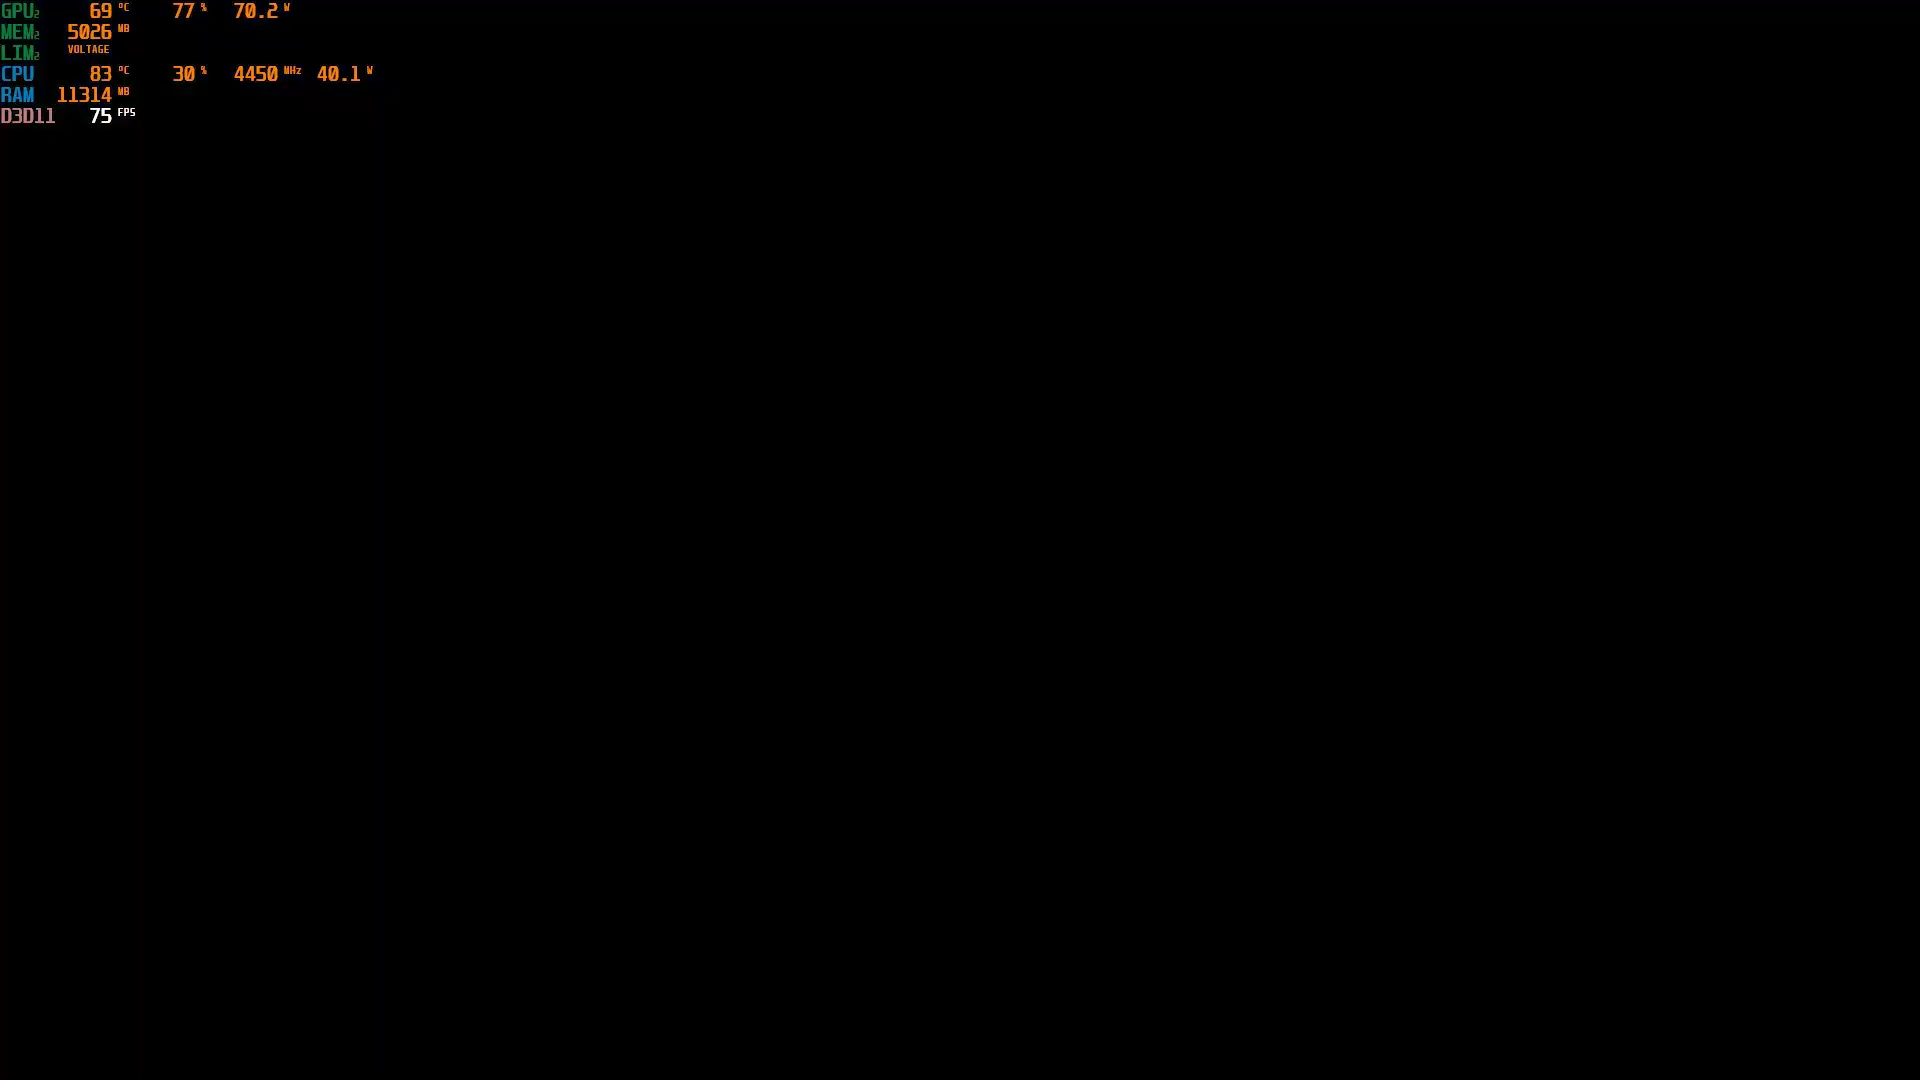 GPU2 69 °C 77 % 70.2 W
MEM2 5026 MB
LIM2 VOLTAGE
CPU 83 °C 30 % 4450 MHz 40.1 W
RAM 11314 MB
D3D11 75 FPS